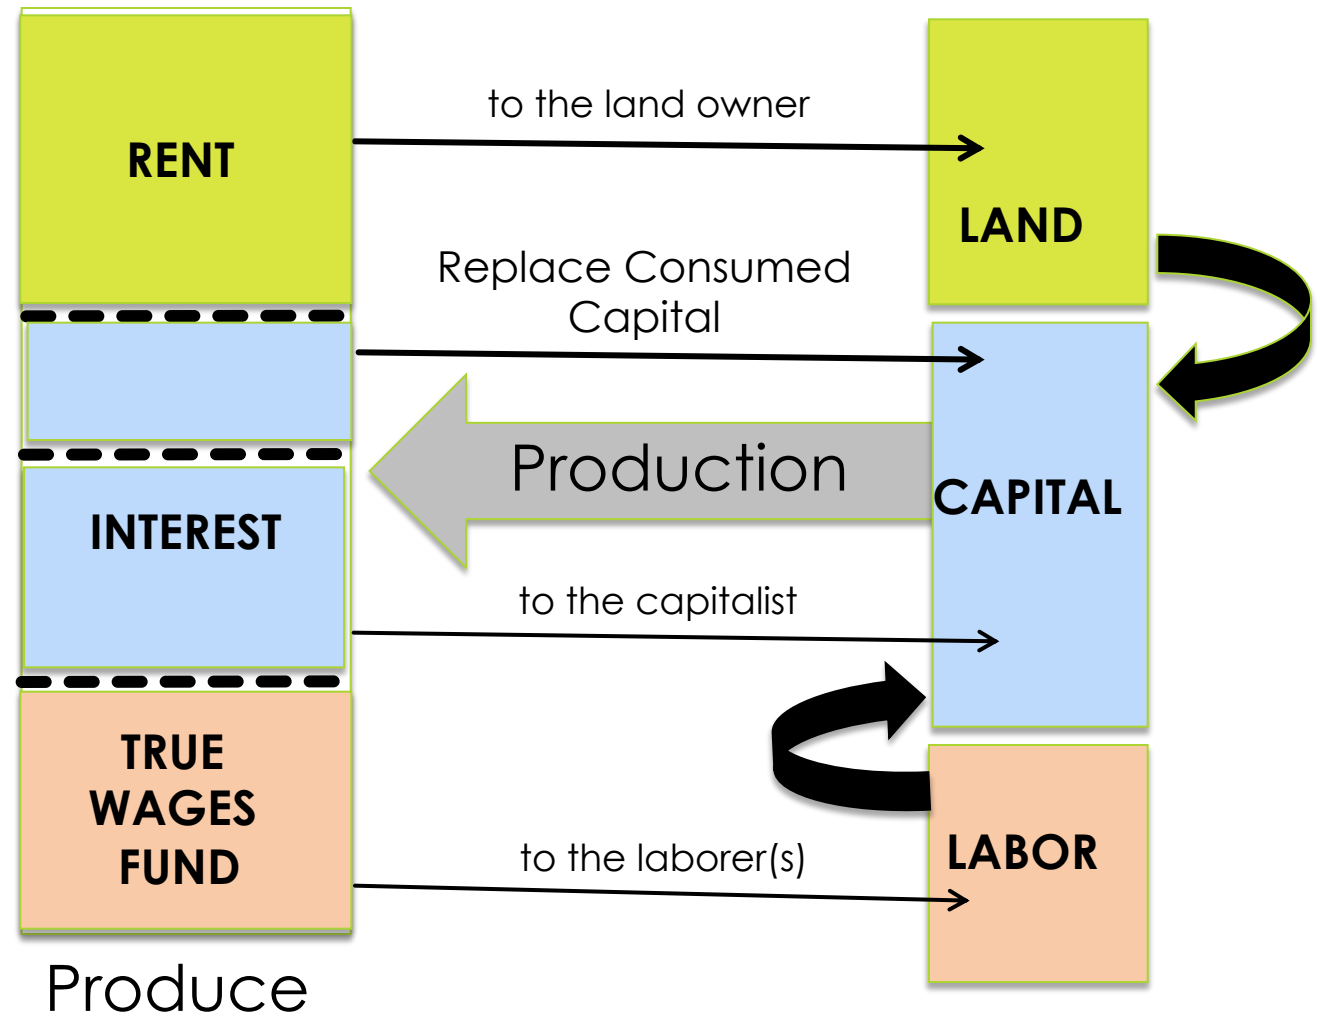 to the land owner
RENT
LAND
Replace Consumed
Capital
Production
CAPITAL
INTEREST
to the capitalist
TRUE
WAGES
FUND
to the laborer(s)
LABOR
Produce